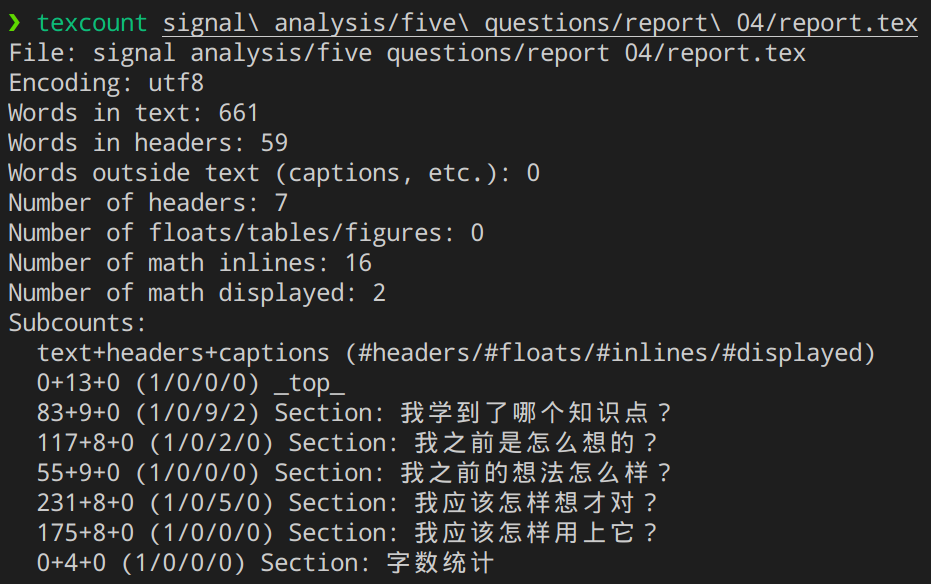 ❯ texcount signal\ analysis/five\ questions/report\ 04/report.tex
File: signal analysis/five questions/report 04/report.tex
Encoding: utf8
Words in text: 661
Words in headers: 59
Words outside text (captions, etc.): 0
Number of headers: 7
Number of floats/tables/figures: 0
Number of math inlines: 16
Number of math displayed: 2
Subcounts:
  text+headers+captions (#headers/#floats/#inlines/#displayed)
  0+13+0 (1/0/0/0) _top_
  83+9+0 (1/0/9/2) Section: 我学到了哪个知识点？
  117+8+0 (1/0/2/0) Section: 我之前是怎么想的？
  55+9+0 (1/0/0/0) Section: 我之前的想法怎么样？
  231+8+0 (1/0/5/0) Section: 我应该怎样想才对？
  175+8+0 (1/0/0/0) Section: 我应该怎样用上它？
  0+4+0 (1/0/0/0) Section: 字数统计